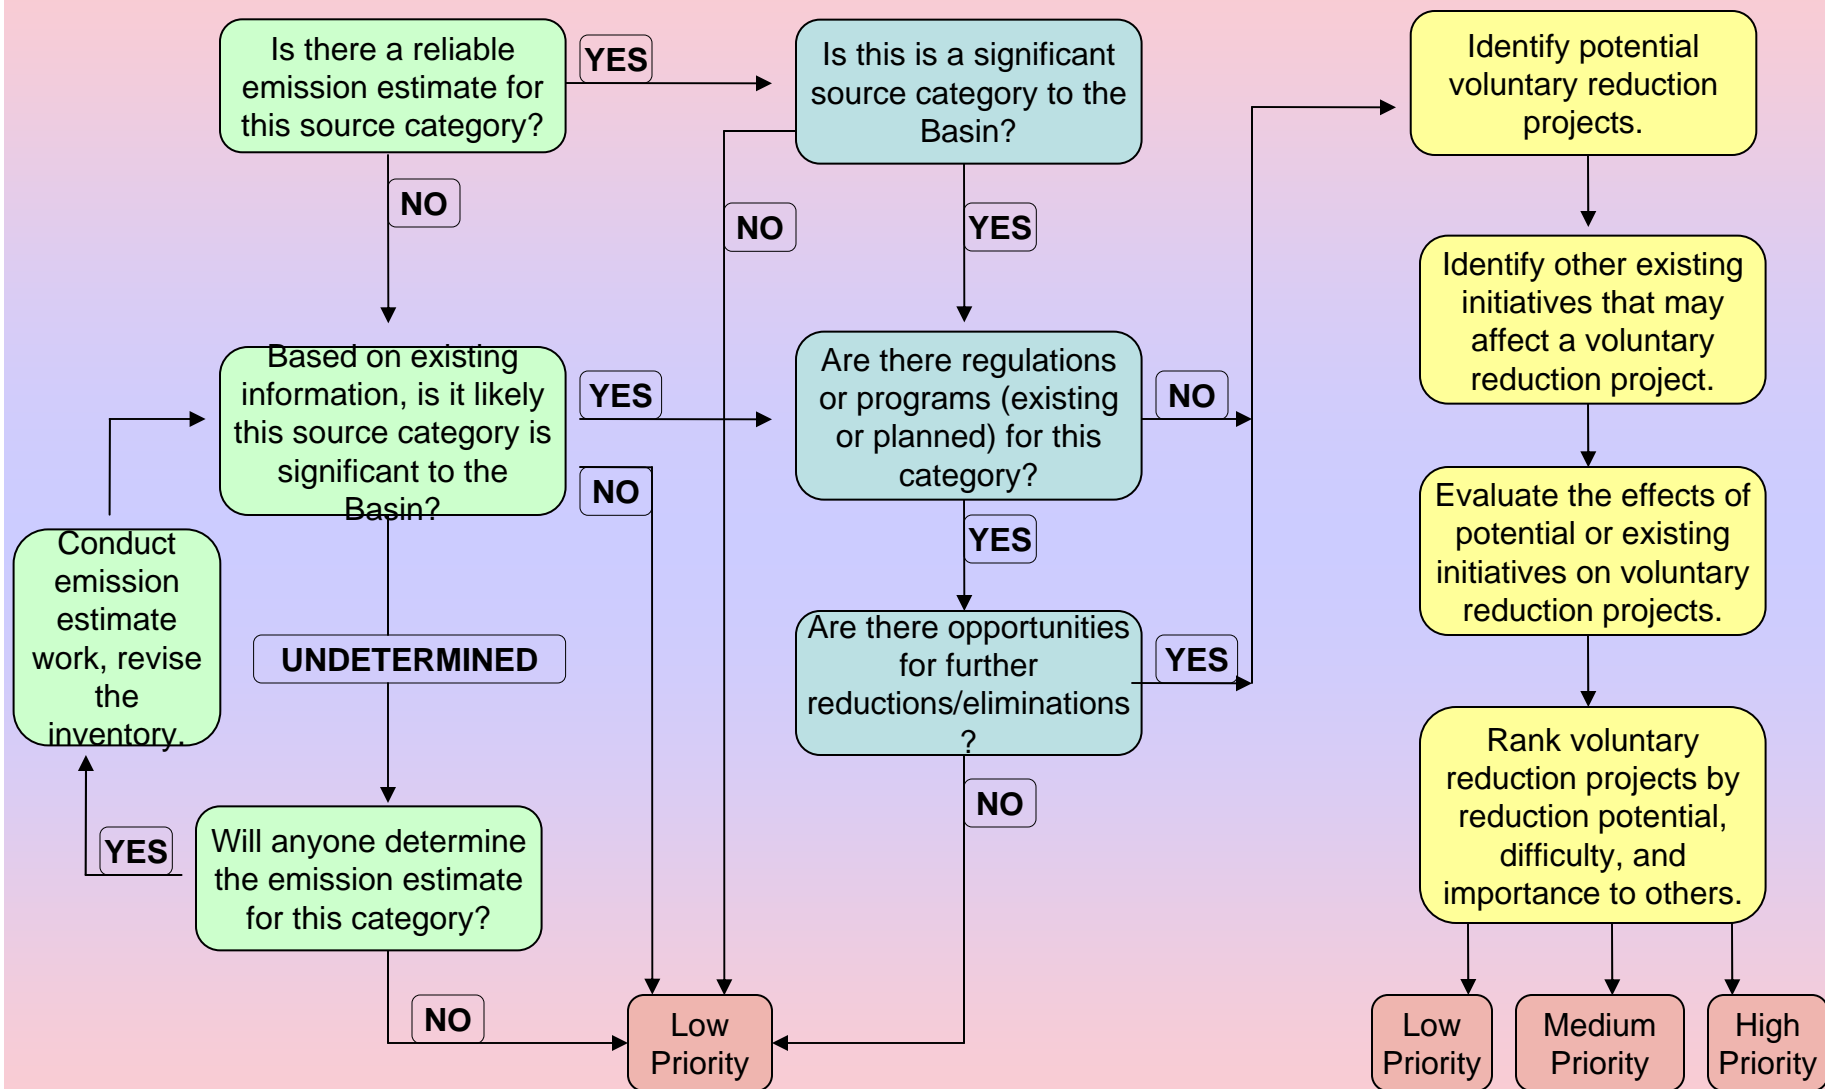 Is there a reliable
emission estimate for
this source category?
YES
Is this is a significant
source category to the
Basin?
Identify potential
voluntary reduction
projects.
NO
NO
YES
Identify other existing
initiatives that may
affect a voluntary
reduction project.
Based on existing
information, is it likely
this source category is
significant to the
Basin?
YES
NO
Are there regulations
or programs (existing
or planned) for this
category?
NO
YES
Evaluate the effects of
potential or existing
initiatives on voluntary
reduction projects.
Conduct
emission
estimate
work, revise
the
inventory.
UNDETERMINED
Are there opportunities
for further
reductions/eliminations
?
YES
NO
Rank voluntary
reduction projects by
reduction potential,
difficulty, and
importance to others.
YES
Will anyone determine
the emission estimate
for this category?
NO
Low
Priority
Low
Priority
Medium
Priority
High
Priority